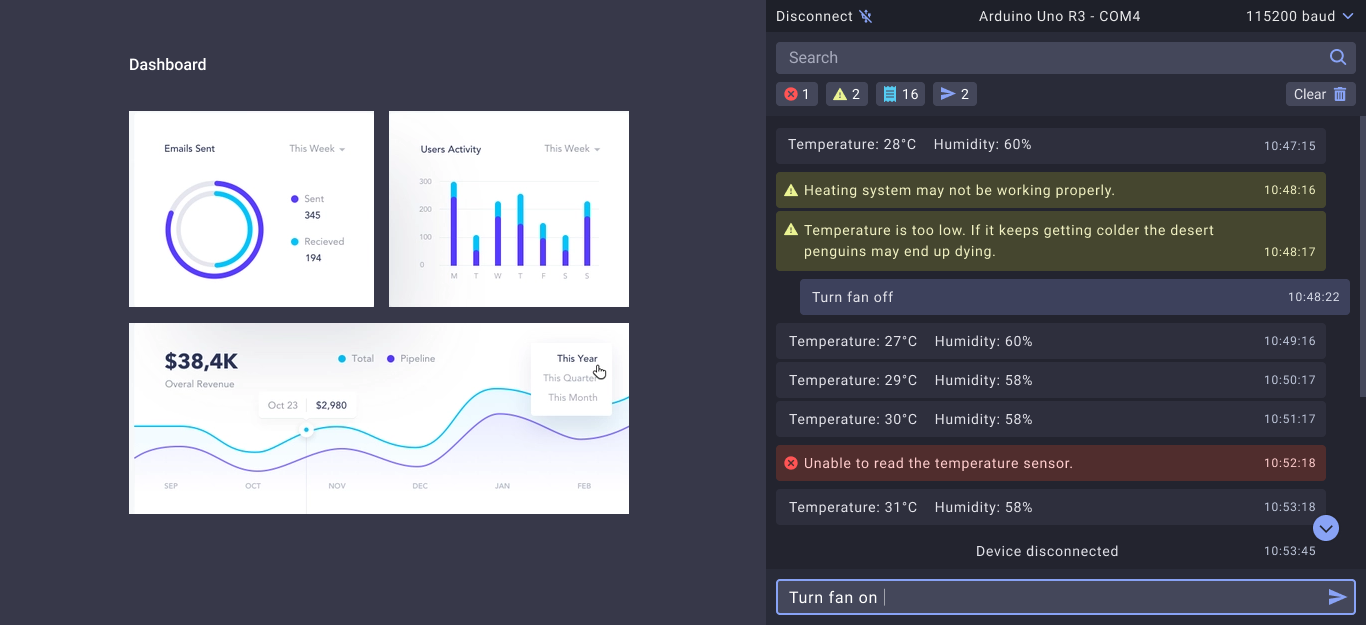 Dashboard
Emails Sent
This Week
Sent
345
Recieved
194
Users Activity
This Week
300
200
100
0
M T W T F S S
$38,4K
Overal Revenue
Total
Pipeline
This Year
This Quarter
This Month
Oct 23 $2,980
SEP OCT NOV DEC JAN FEB
Disconnect
Arduino Uno R3 - COM4
115200 baud
Search
1 2 16 2
Clear
Temperature: 28°C Humidity: 60% 10:47:15
Heating system may not be working properly. 10:48:16
Temperature is too low. If it keeps getting colder the desert
penguins may end up dying. 10:48:17
Turn fan off 10:48:22
Temperature: 27°C Humidity: 60% 10:49:16
Temperature: 29°C Humidity: 58% 10:50:17
Temperature: 30°C Humidity: 58% 10:51:17
Unable to read the temperature sensor. 10:52:18
Temperature: 31°C Humidity: 58% 10:53:18
Device disconnected 10:53:45
Turn fan on